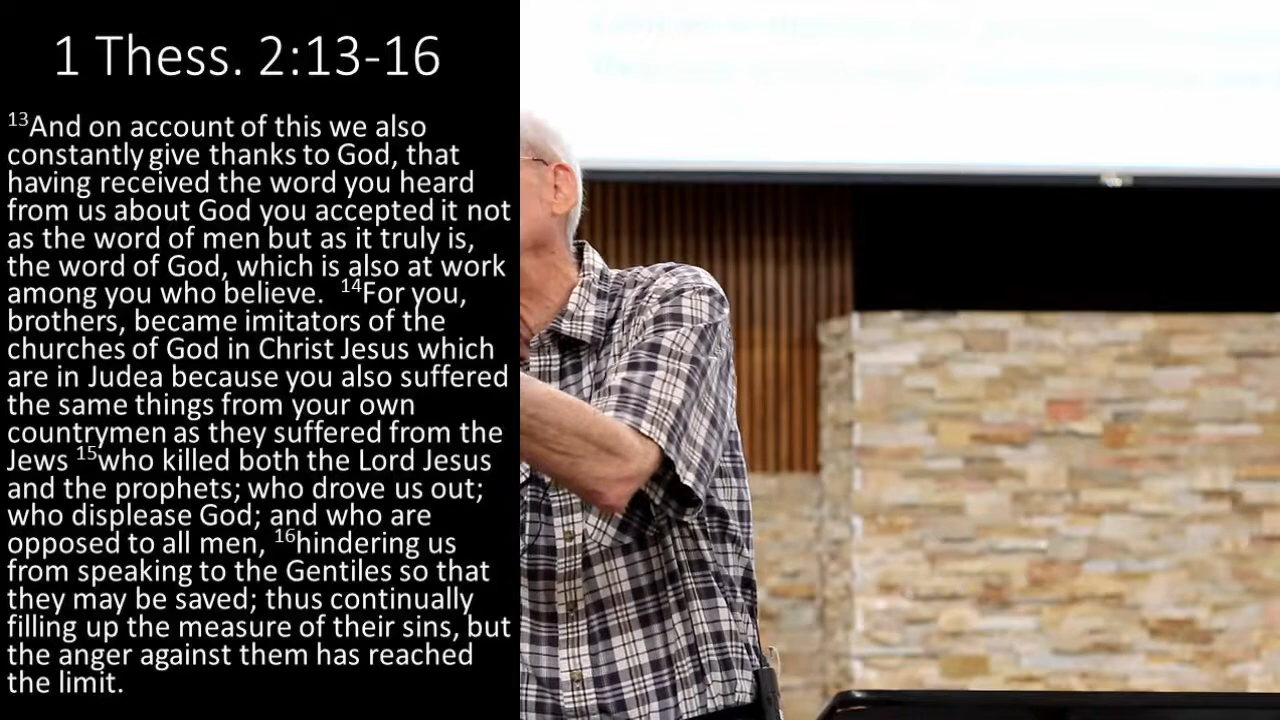 1 Thess. 2:13-16
¹³And on account of this we also
constantly give thanks to God, that
having received the word you heard
from us about God you accepted it not
as the word of men but as it truly is,
the word of God, which is also at work
among you who believe.  ¹⁴For you,
brothers, became imitators of the
churches of God in Christ Jesus which
are in Judea because you also suffered
the same things from your own
countrymen as they suffered from the
Jews ¹⁵who killed both the Lord Jesus
and the prophets; who drove us out;
who displease God; and who are
opposed to all men, ¹⁶hindering us
from speaking to the Gentiles so that
they may be saved; thus continually
filling up the measure of their sins, but
the anger against them has reached
the limit.